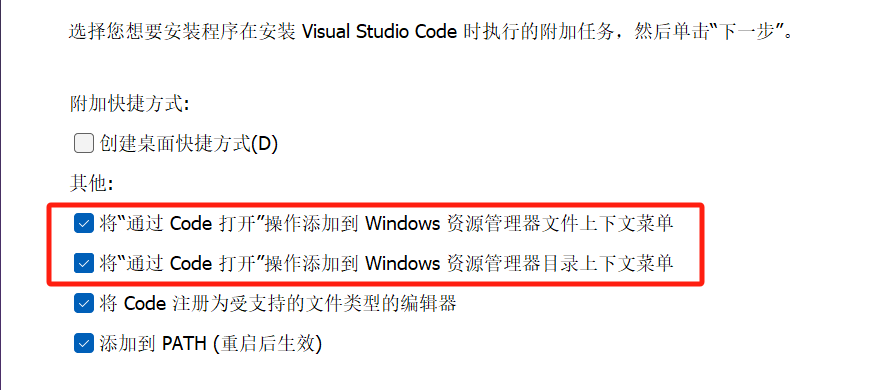 选择您想要安装程序在安装 Visual Studio Code 时执行的附加任务，然后单击“下一步”。
附加快捷方式:
创建桌面快捷方式(D)
其他:
将“通过 Code 打开”操作添加到 Windows 资源管理器文件上下文菜单
将“通过 Code 打开”操作添加到 Windows 资源管理器目录上下文菜单
将 Code 注册为受支持的文件类型的编辑器
添加到 PATH (重启后生效)